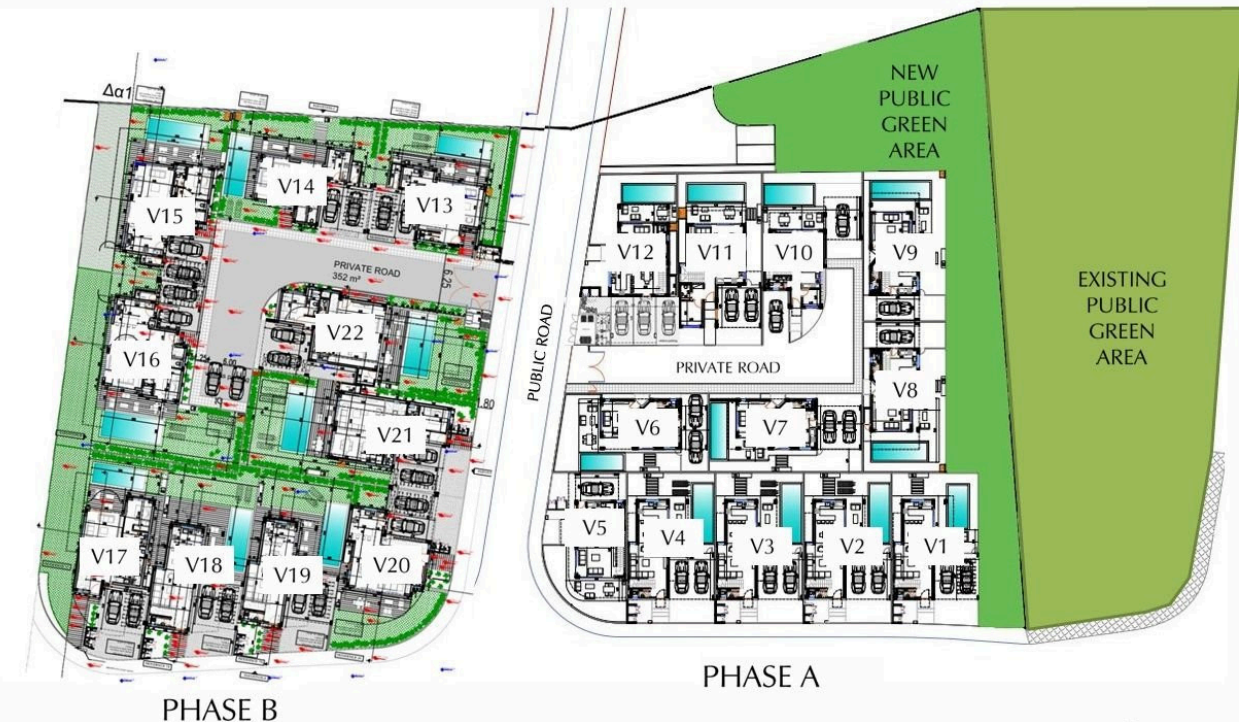 Δα1
NEW
PUBLIC
GREEN
AREA
V14
V15
V13
V12
V11
V10
V9
PRIVATE ROAD
352 m²
6.25
EXISTING
PUBLIC
GREEN
AREA
V22
V16
PUBLIC ROAD
PRIVATE ROAD
V8
V21
V6
V7
V5
V4
V3
V2
V1
V17
V18
V19
V20
PHASE A
PHASE B